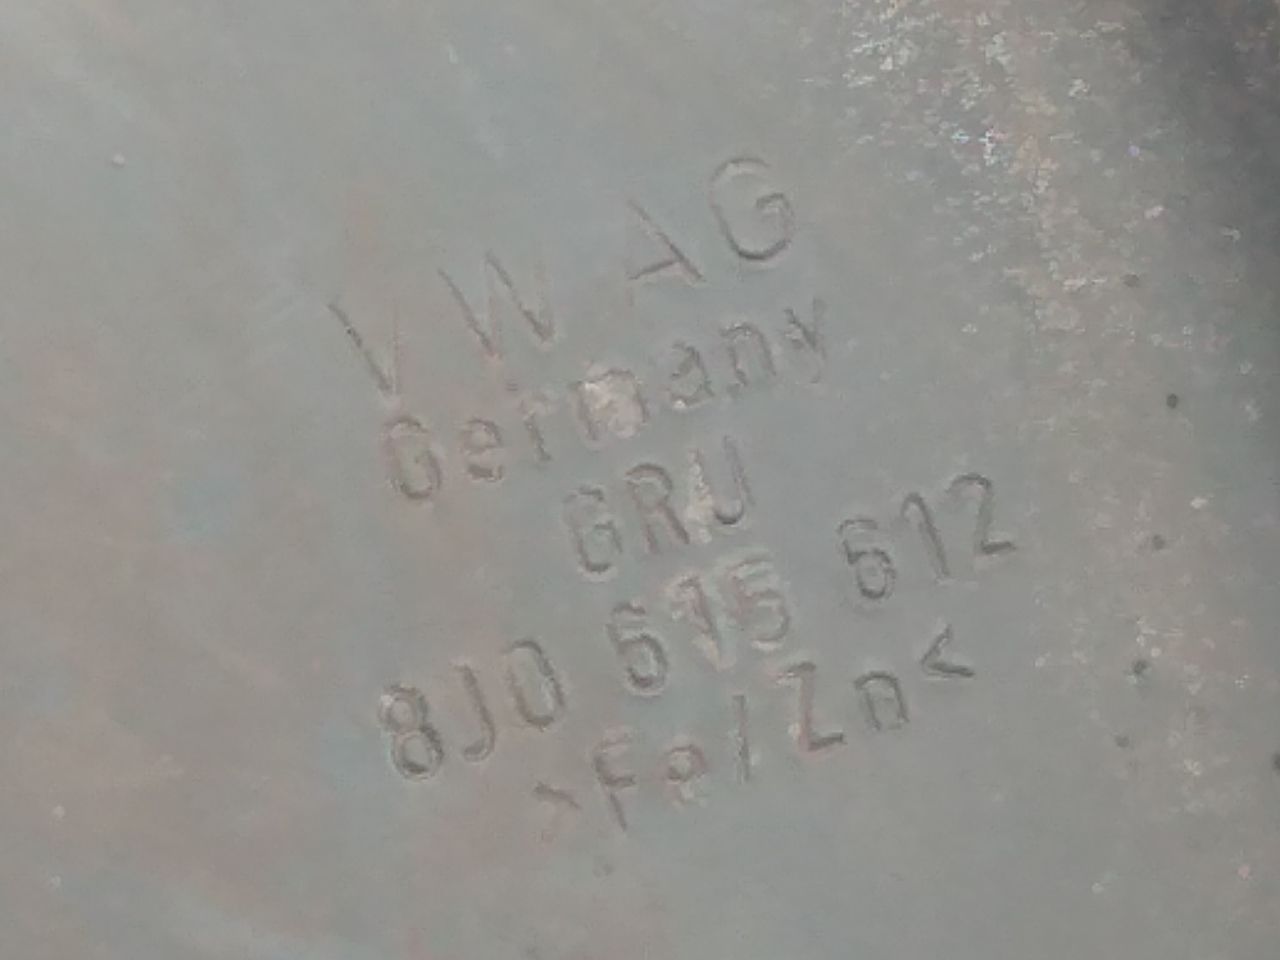 VW AG
Germany
GRU
8J0 615 612
>Fe/Zn<